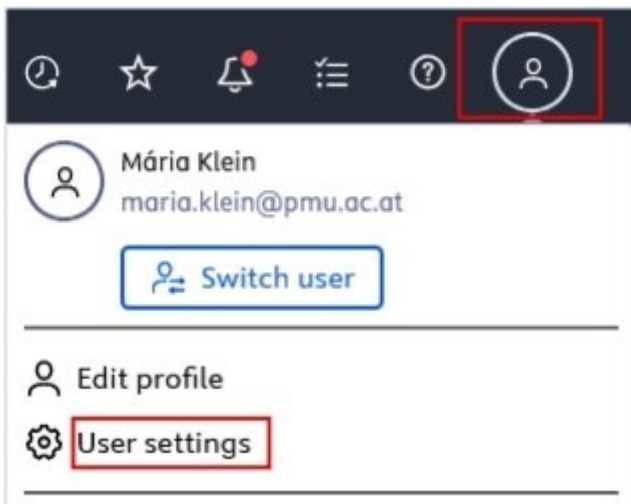 Mária Klein
maria.klein@pmu.ac.at
Switch user
Edit profile
User settings